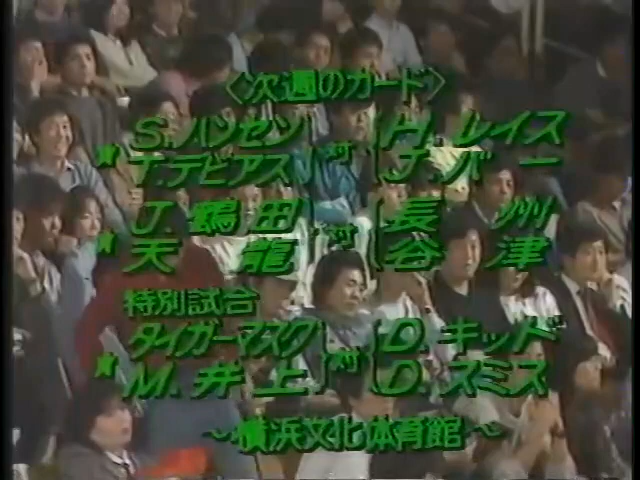 〈次週のカード〉
★ S.ハンセン 対 H.レイス
T.デビアス J.バー
★ J.鶴田 対 長州
天龍 谷津
特別試合
★ タイガーマスク 対 D.キッド
M.井上 D.スミス
〜横浜文化体育館〜